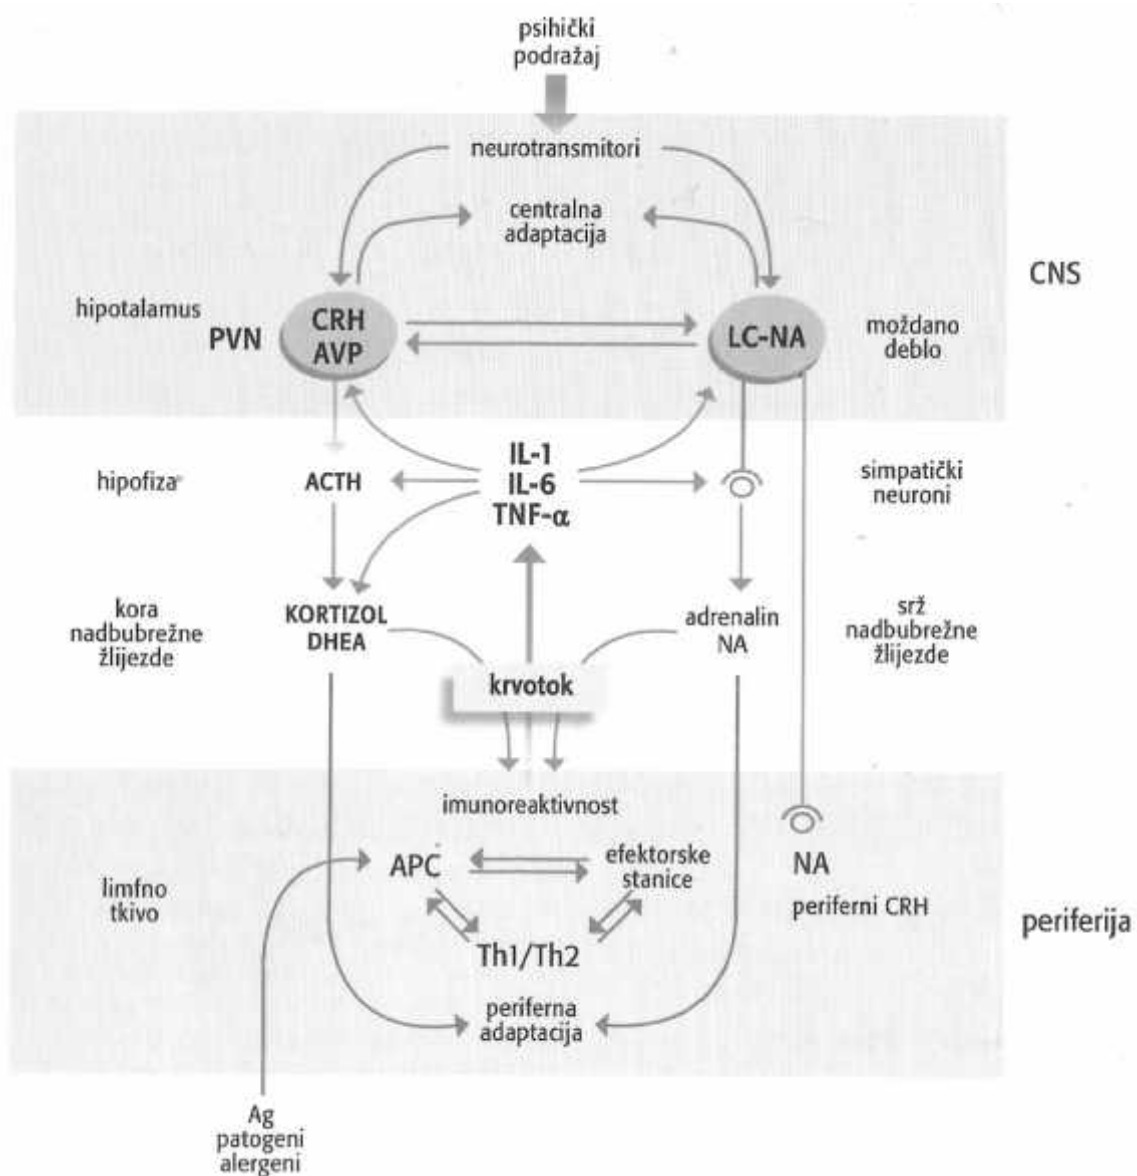 psihički
podražaj
neurotransmitori
centralna
adaptacija
CNS
hipotalamus
PVN
CRH
AVP
LC-NA
moždano
deblo
IL-1
IL-6
TNF-α
hipofiza
ACTH
simpatički
neuroni
kora
nadbubrežne
žlijezde
KORTIZOL
DHEA
adrenalin
NA
srž
nadbubrežne
žlijezde
krvotok
imunoreaktivnost
limfno
tkivo
APC
efektorske
stanice
NA
periferni CRH
periferija
Th1/Th2
periferna
adaptacija
Ag
patogeni
alergeni